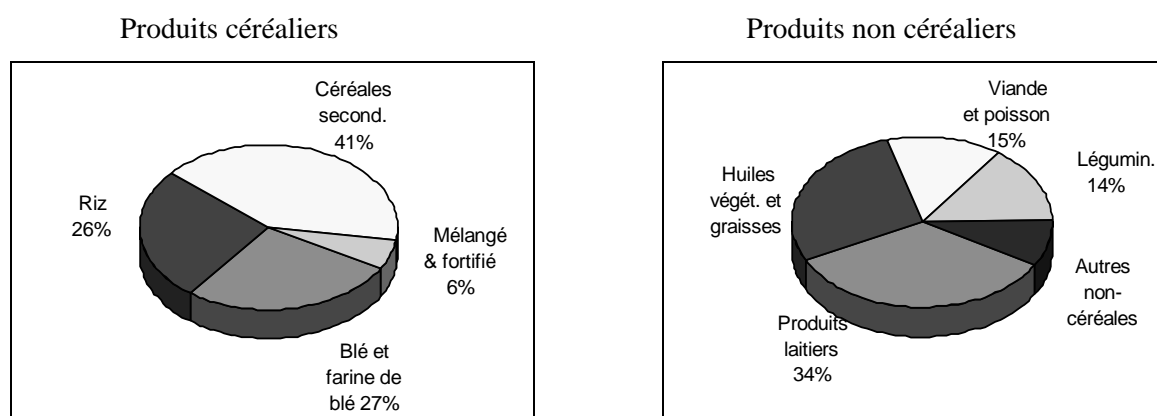 Produits céréaliers
Céréales
second.
41%
Riz
26%
Mélangé
& fortifié
6%
Blé et
farine de
blé 27%
Produits non céréaliers
Viande
et poisson
15%
Légumin.
14%
Huiles
végét. et
graisses
Autres
non-
céréales
Produits
laitiers
34%